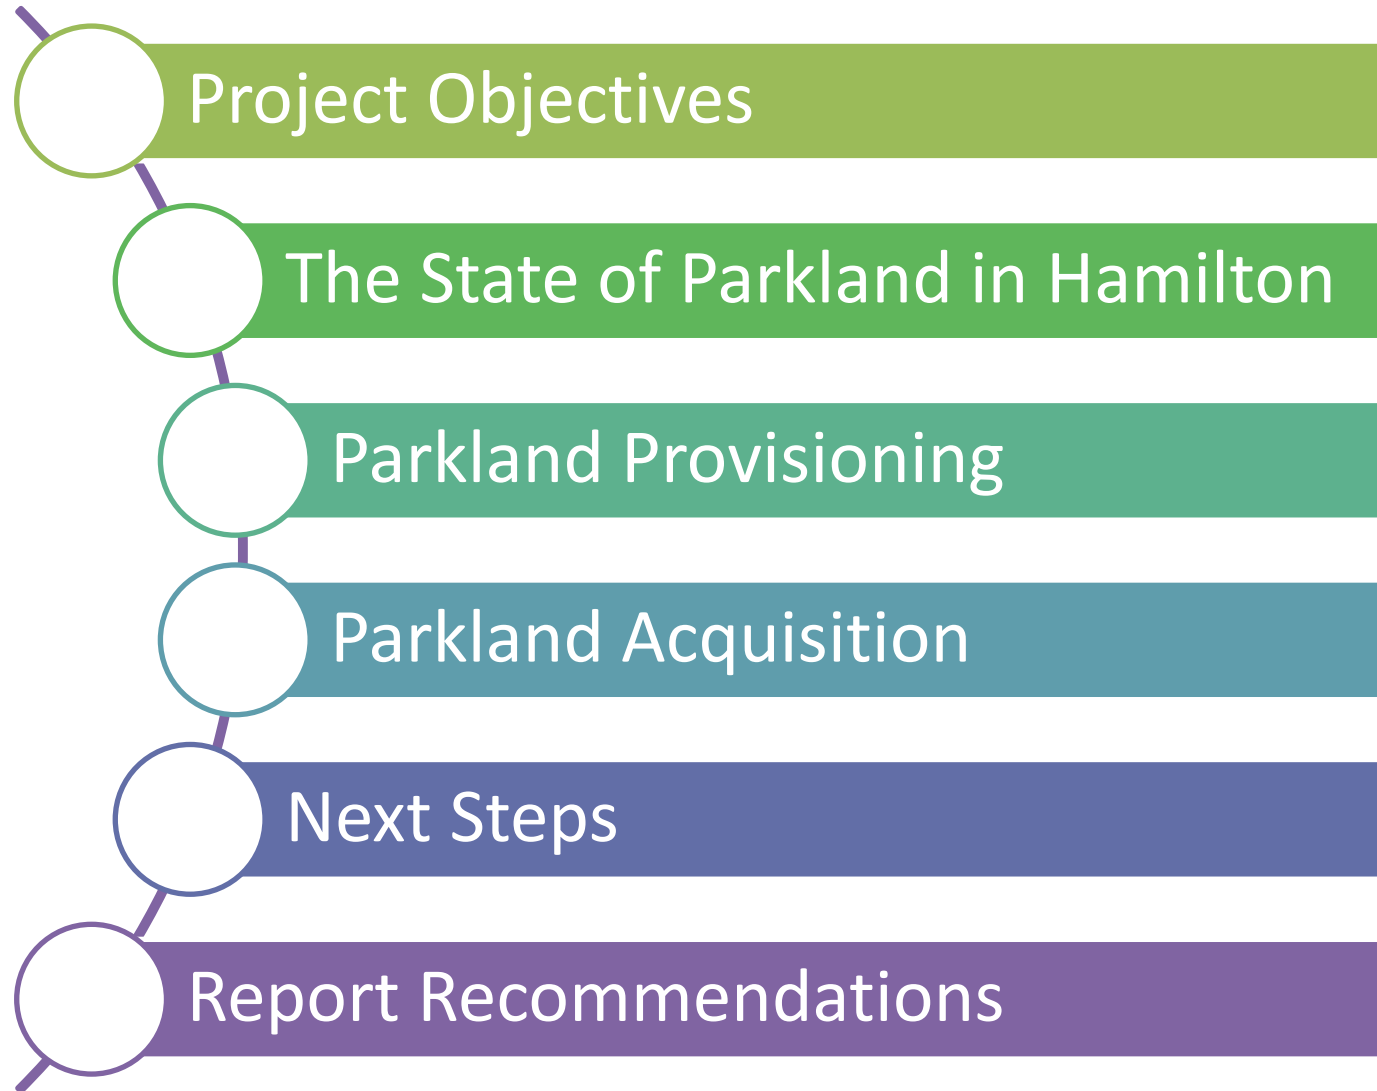 Project Objectives
The State of Parkland in Hamilton
Parkland Provisioning
Parkland Acquisition
Next Steps
Report Recommendations